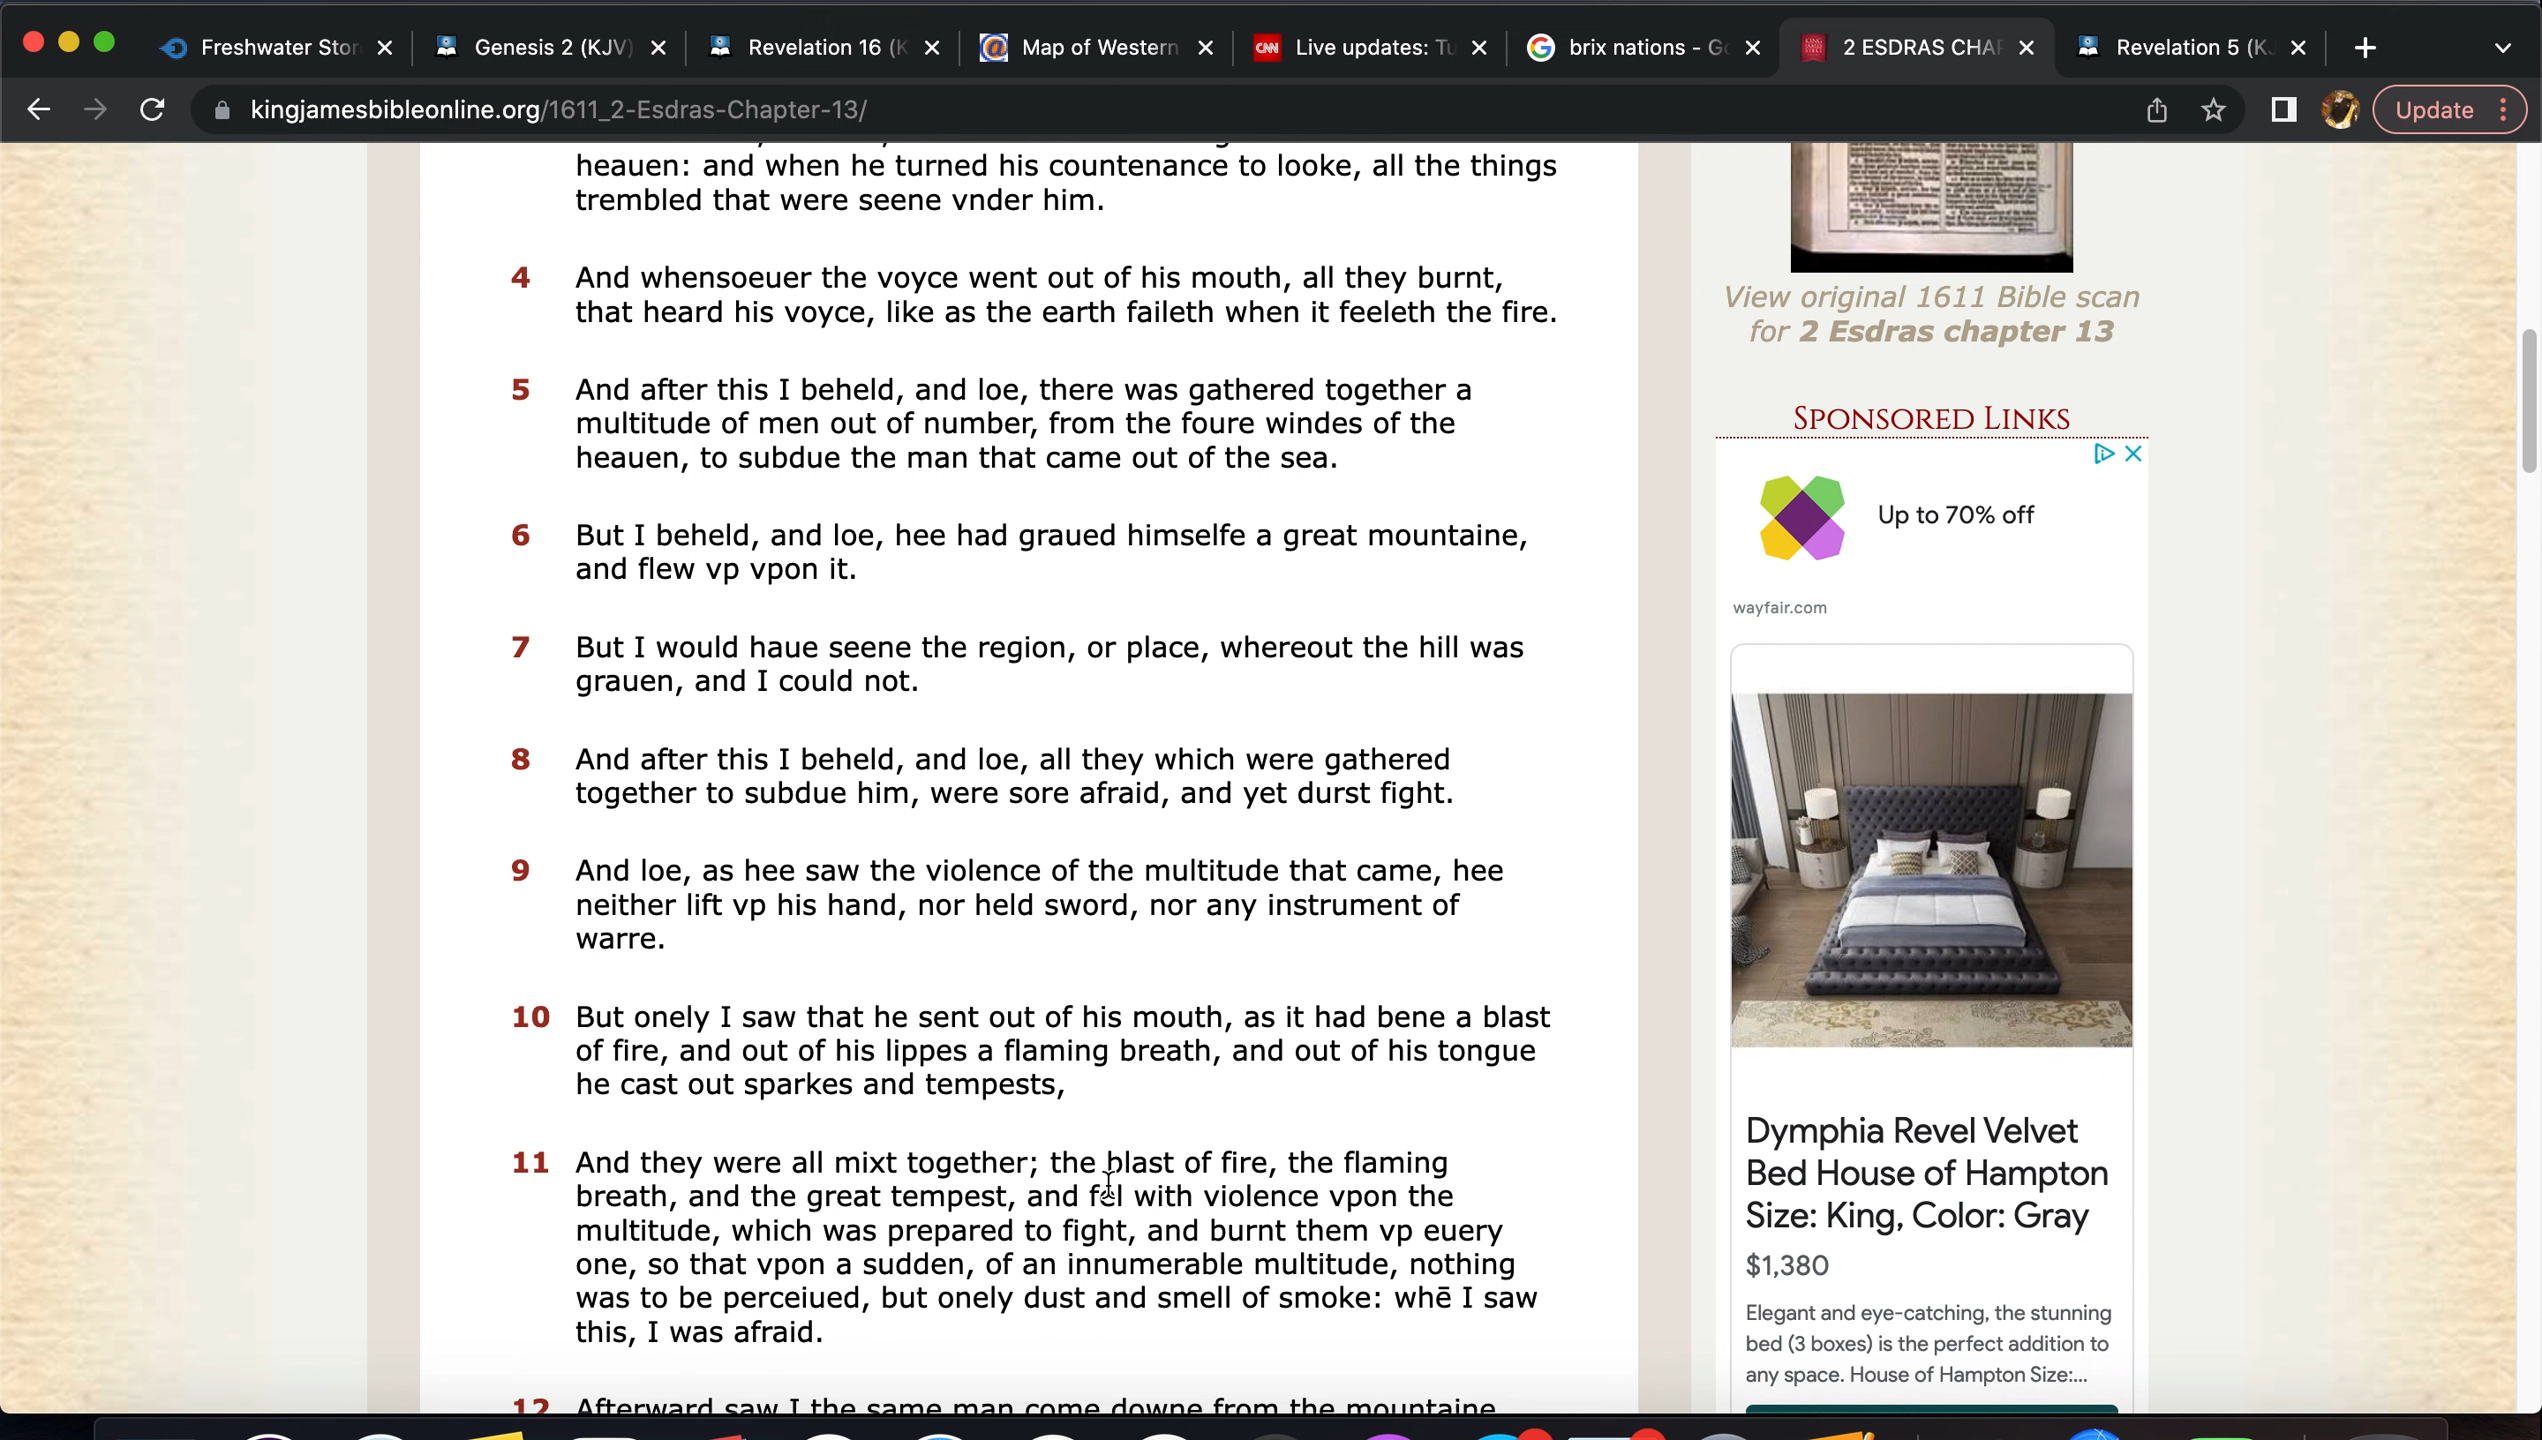 Freshwater Stor
Genesis 2 (KJV)
Revelation 16 (K
Map of Western
CNN
Live updates: Tu
brix nations - Go
2 ESDRAS CHAP
Revelation 5 (KJ
kingjamesbibleonline.org/1611_2-Esdras-Chapter-13/
Update
heauen: and when he turned his countenance to looke, all the things
trembled that were seene vnder him.
4 And whensoeuer the voyce went out of his mouth, all they burnt,
that heard his voyce, like as the earth faileth when it feeleth the fire.
5 And after this I beheld, and loe, there was gathered together a
multitude of men out of number, from the foure windes of the
heauen, to subdue the man that came out of the sea.
6 But I beheld, and loe, hee had graued himselfe a great mountaine,
and flew vp vpon it.
7 But I would haue seene the region, or place, whereout the hill was
grauen, and I could not.
8 And after this I beheld, and loe, all they which were gathered
together to subdue him, were sore afraid, and yet durst fight.
9 And loe, as hee saw the violence of the multitude that came, hee
neither lift vp his hand, nor held sword, nor any instrument of
warre.
10 But onely I saw that he sent out of his mouth, as it had bene a blast
of fire, and out of his lippes a flaming breath, and out of his tongue
he cast out sparkes and tempests,
11 And they were all mixt together; the blast of fire, the flaming
breath, and the great tempest, and fel with violence vpon the
multitude, which was prepared to fight, and burnt them vp euery
one, so that vpon a sudden, of an innumerable multitude, nothing
was to be perceiued, but onely dust and smell of smoke: whē I saw
this, I was afraid.
12 Afterward saw I the same man come downe from the mountaine
View original 1611 Bible scan
for 2 Esdras chapter 13
SPONSORED LINKS
Up to 70% off
wayfair.com
Dymphia Revel Velvet
Bed House of Hampton
Size: King, Color: Gray
$1,380
Elegant and eye-catching, the stunning
bed (3 boxes) is the perfect addition to
any space. House of Hampton Size:...